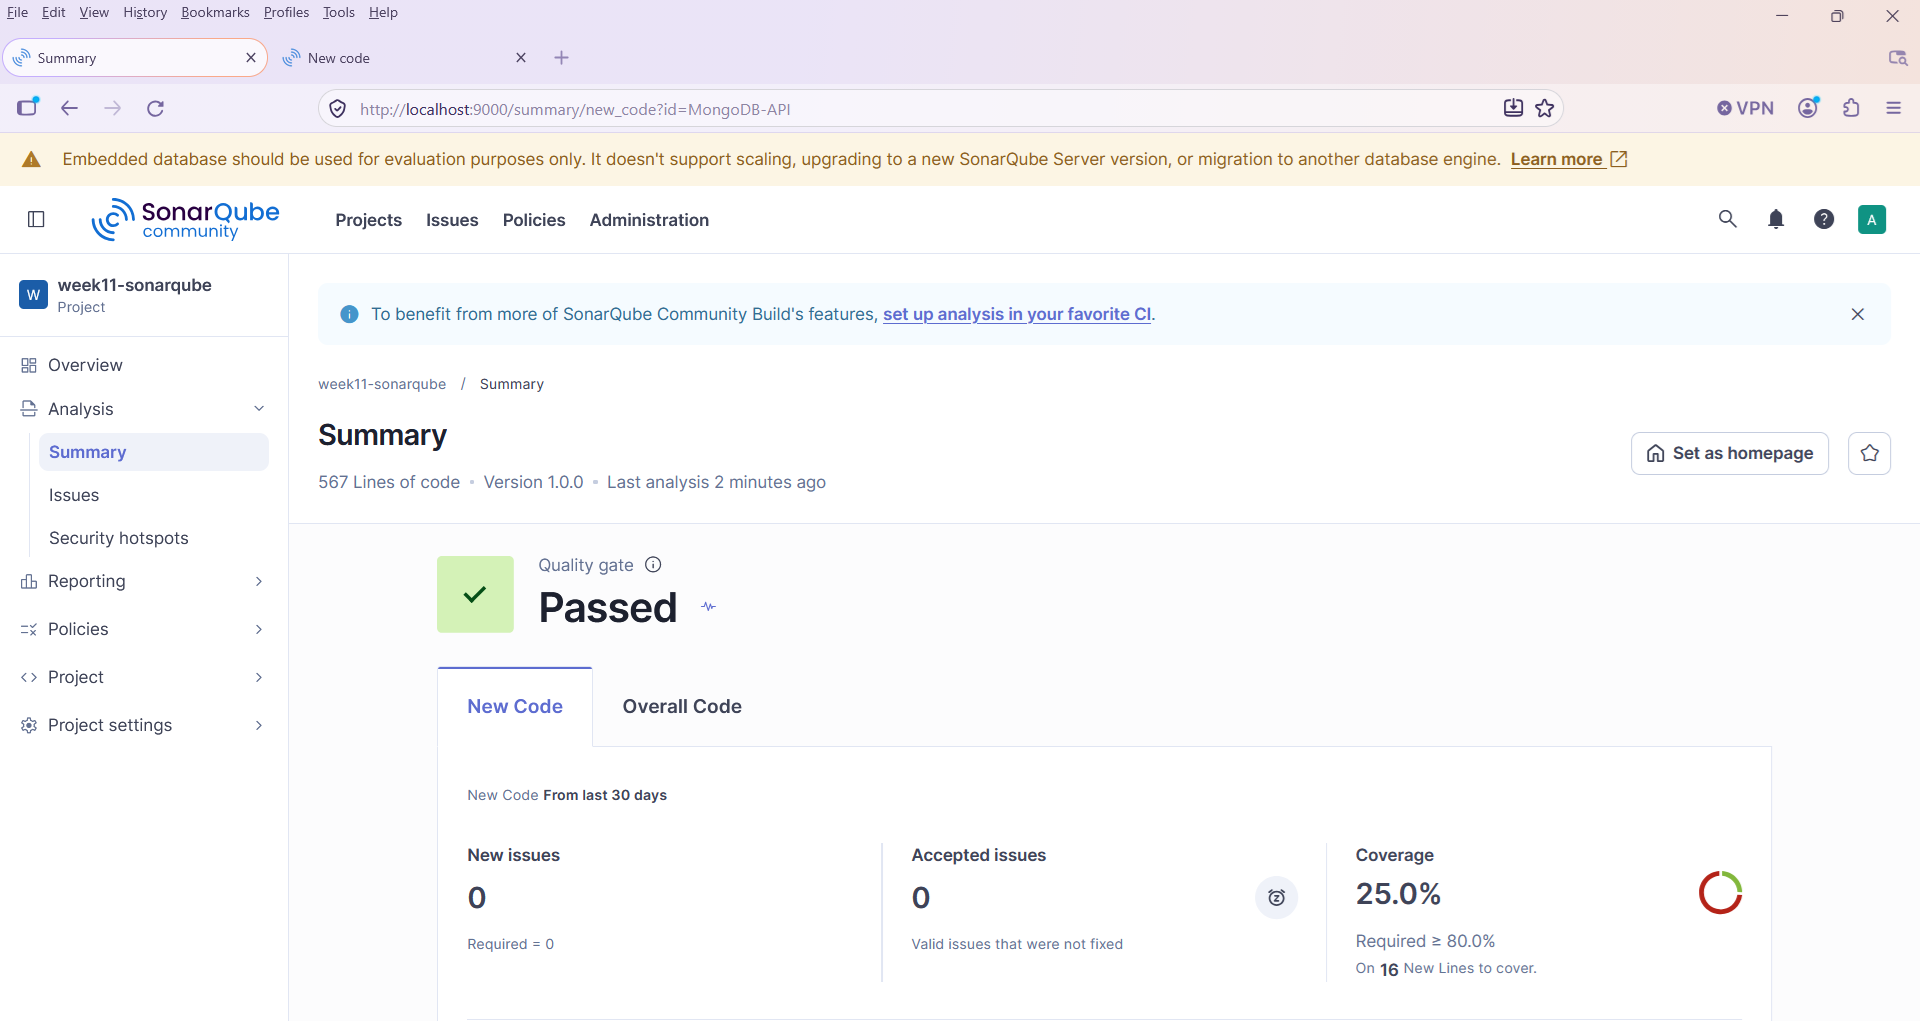 File Edit View History Bookmarks Profiles Tools Help
Summary
New code
http://localhost:9000/summary/new_code?id=MongoDB-API
VPN
Embedded database should be used for evaluation purposes only. It doesn't support scaling, upgrading to a new SonarQube Server version, or migration to another database engine. Learn more
SonarQube
community
Projects Issues Policies Administration
A
W
week11-sonarqube
Project
To benefit from more of SonarQube Community Build's features, set up analysis in your favorite CI.
Overview
Analysis
Summary
Issues
Security hotspots
Reporting
Policies
Project
Project settings
week11-sonarqube / Summary
Summary
567 Lines of code • Version 1.0.0 • Last analysis 2 minutes ago
Set as homepage
Quality gate
Passed
New Code
Overall Code
New Code From last 30 days
New issues
0
Required = 0
Accepted issues
0
Valid issues that were not fixed
Coverage
25.0%
Required ≥ 80.0%
On 16 New Lines to cover.